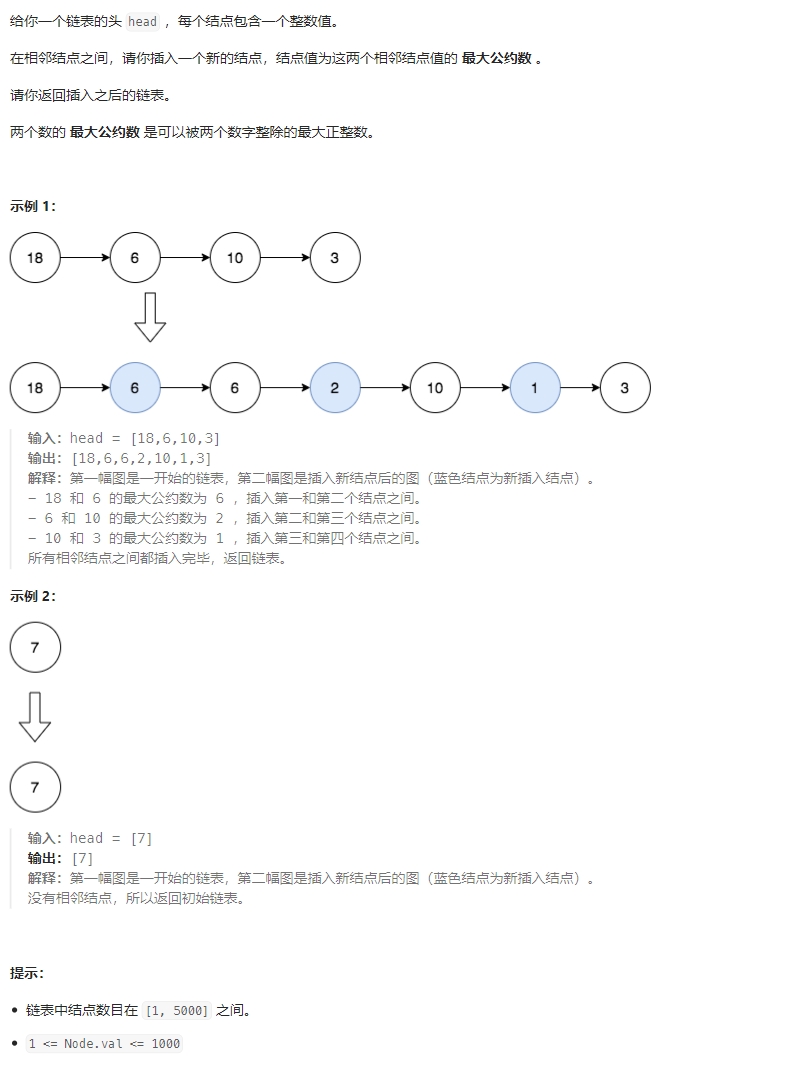 给你一个链表的头 head ，每个结点包含一个整数值。
在相邻结点之间，请你插入一个新的结点，结点值为这两个相邻结点值的 最大公约数 。
请你返回插入之后的链表。
两个数的 最大公约数 是可以被两个数字整除的最大正整数。
示例 1：
18 6 10 3
18 6 6 2 10 1 3
输入：head = [18,6,10,3]
输出：[18,6,6,2,10,1,3]
解释：第一幅图是一开始的链表，第二幅图是插入新结点后的图（蓝色结点为新插入结点）。
- 18 和 6 的最大公约数为 6 ，插入第一和第二个结点之间。
- 6 和 10 的最大公约数为 2 ，插入第二和第三个结点之间。
- 10 和 3 的最大公约数为 1 ，插入第三和第四个结点之间。
所有相邻结点之间都插入完毕，返回链表。
示例 2：
7
7
输入：head = [7]
输出：[7]
解释：第一幅图是一开始的链表，第二幅图是插入新结点后的图（蓝色结点为新插入结点）。
没有相邻结点，所以返回初始链表。
提示：
• 链表中结点数目在 [1, 5000] 之间。
• 1 <= Node.val <= 1000